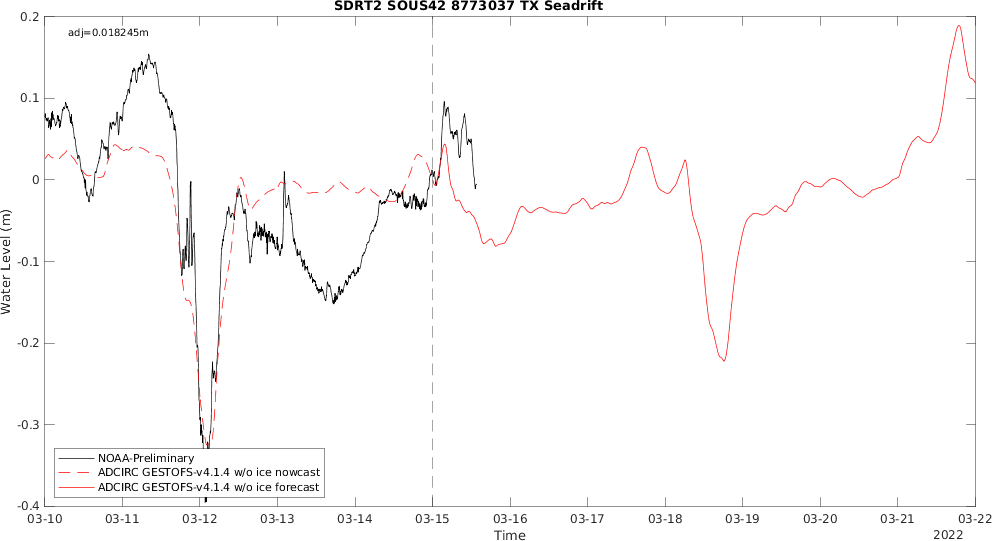 SDRT2 SOUS42 8773037 TX Seadrift
adj=0.018245m
Water Level (m)
0.2
0.1
0
-0.1
-0.2
-0.3
-0.4
NOAA-Preliminary
ADCIRC GESTOFS-v4.1.4 w/o ice nowcast
ADCIRC GESTOFS-v4.1.4 w/o ice forecast
03-10 03-11 03-12 03-13 03-14 03-15 03-16 03-17 03-18 03-19 03-20 03-21 03-22
Time
2022